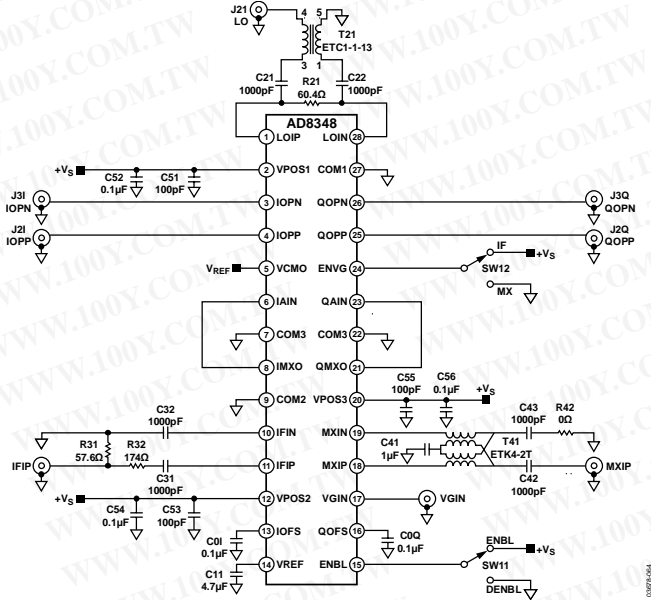 J21
LO
4 5
T21
ETC1-1-13
3 1
C21
1000pF
R21
60.4Ω
C22
1000pF
AD8348
1 LOIP LOIN 28
+VS C52 0.1µF C51 100pF
2 VPOS1 COM1 27
J3I
IOPN
3 IOPN QOPN 26
J3Q
QOPN
J2I
IOPP
4 IOPP QOPP 25
J2Q
QOPP
VREF 5 VCMO ENVG 24
IF +VS
SW12
MX
6 IAIN QAIN 23
7 COM3 COM3 22
8 IMXO QMXO 21
9 COM2 VPOS3 20
C55
100pF
C56
0.1µF
+VS
C32
1000pF
10 IFIN MXIN 19
C43
1000pF
R42
0Ω
C41
1µF
T41
ETK4-2T
R31
57.6Ω
R32
174Ω
IFIP
C31
1000pF
11 IFIP MXIP 18
C42
1000pF
MXIP
+VS
12 VPOS2 VGIN 17
VGIN
C54
0.1µF
C53
100pF
13 IOFS QOFS 16
C0I
0.1µF
C0Q
0.1µF
14 VREF ENBL 15
C11
4.7µF
ENBL
+VS
SW11
DENBL
03678-064
WWW.100Y.COM.TW